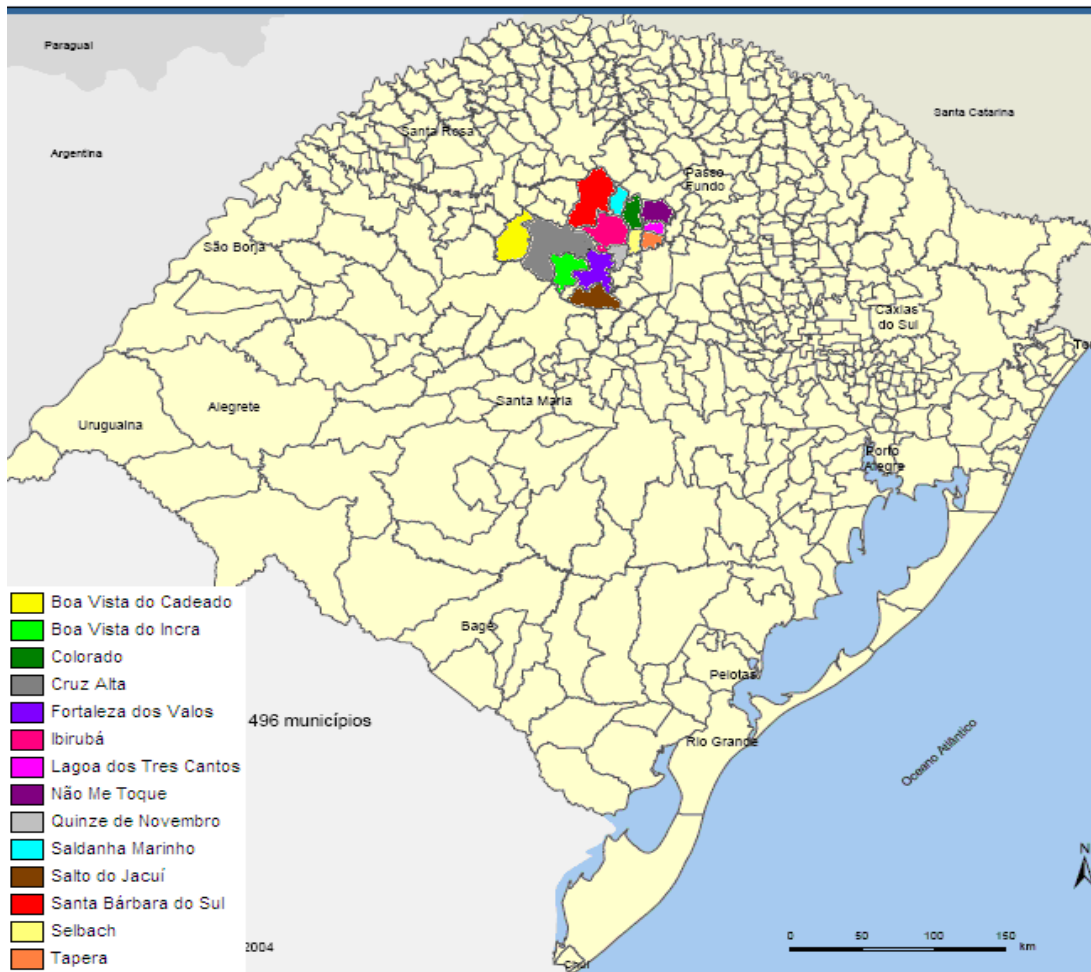 Paraguai
Santa Catarina
Santa Rosa
Argentina
Passo
Fundo
São Borja
Caxias
do Sul
Alegrete
Santa Maria
Uruguaina
Porto
Alegre
Bagé
Pelotas
Rio Grande
Oceano Atlântico
Chuí
Boa Vista do Cadeado
Boa Vista do Incra
Colorado
Cruz Alta
Fortaleza dos Valos
Ibirubá
Lagoa dos Tres Cantos
Não Me Toque
Quinze de Novembro
Saldanha Marinho
Salto do Jacuí
Santa Bárbara do Sul
Selbach
Tapera
496 municípios
2004
N
0 50 100 150
km